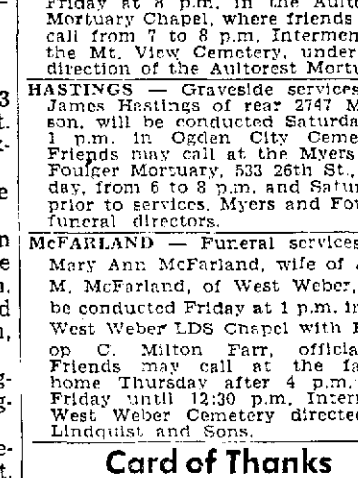 Friday at 8 p.m. in the
Mortuary Chapel, where friends
call from 7 to 8 p.m. Intermen
the Mt. View Cemetery, under
direction of the Aultorest Mortu
HASTINGS — Graveside services
James Hastings of rear 2747 M
son, will be conducted Saturda
1 p.m. in Ogden City Ceme
Friends may call at the Myers
Foulger Mortuary, 533 26th St.,
day, from 6 to 8 p.m. and Satur
prior to services. Myers and Fou
funeral directors.
McFARLAND — Funeral services
Mary Ann McFarland, wife of
M. McFarland, of West Weber,
be conducted Friday at 1 p.m. in
West Weber LDS Chapel with
op C. Milton Farr, officia
Friends may call at the fa
home Thursday after 4 p.m.
Friday until 12:30 p.m. Inter
West Weber Cemetery directe
Lindquist and Sons.
Card of Thanks